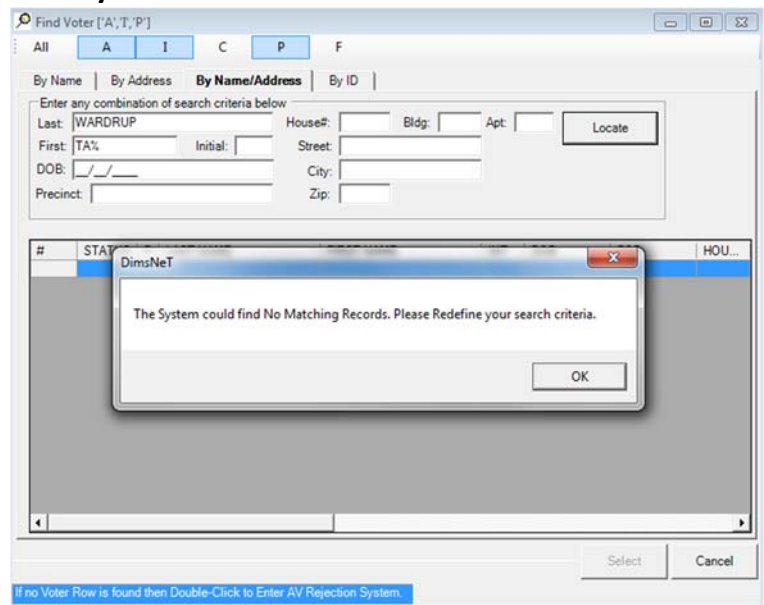 Find Voter ['A','I','P']
All A I C P F
By Name By Address By Name/Address By ID
Enter any combination of search criteria below
Last: WARDRUP House#: Bldg: Apt: Locate
First: TA% Initial: Street:
DOB: _/_/__ City:
Precinct: Zip:
# HOU...
DimsNeT
The System could find No Matching Records. Please Redefine your search criteria.
OK
Select Cancel
If no Voter Row is found then Double-Click to Enter AV Rejection System.